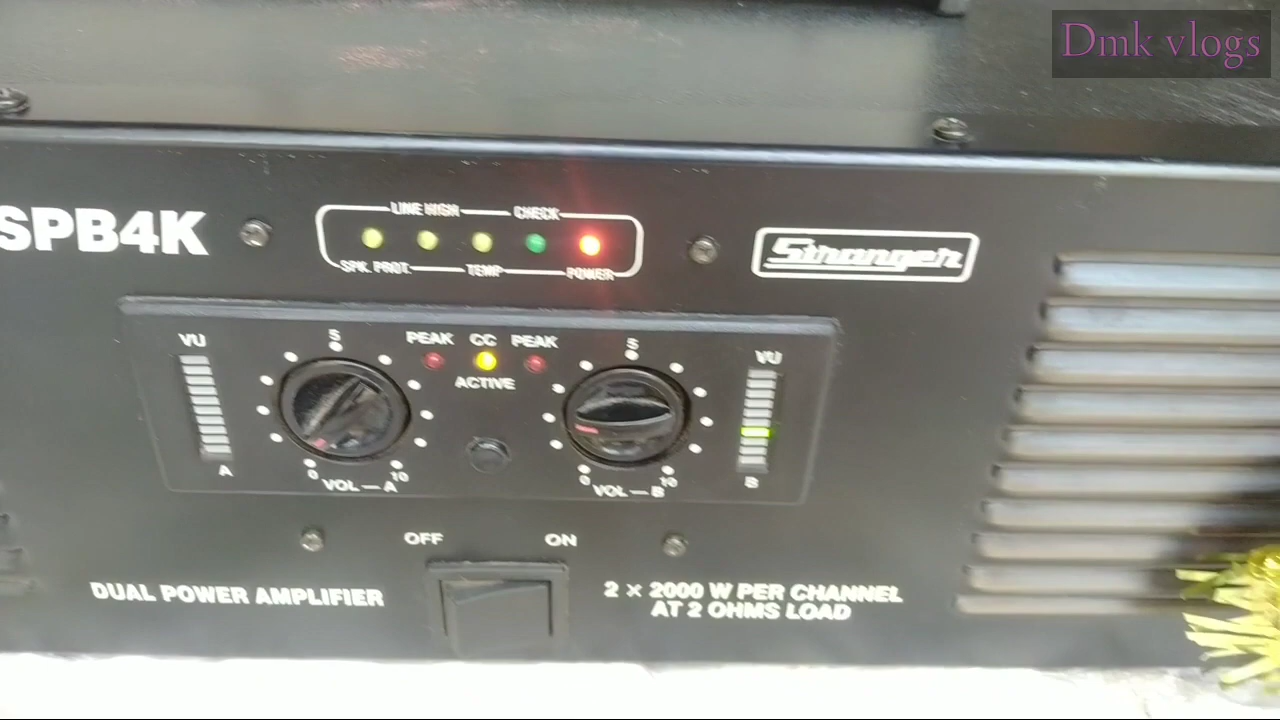 Dmk vlogs
SPB4K
LINE HIGH CHECK
SPK. PROT. TEMP POWER
Stranger
VU 5 PEAK CC PEAK 5 VU
ACTIVE
A 0 10 0 10 B
VOL — A VOL — B
OFF ON
DUAL POWER AMPLIFIER
2 × 2000 W PER CHANNEL
AT 2 OHMS LOAD